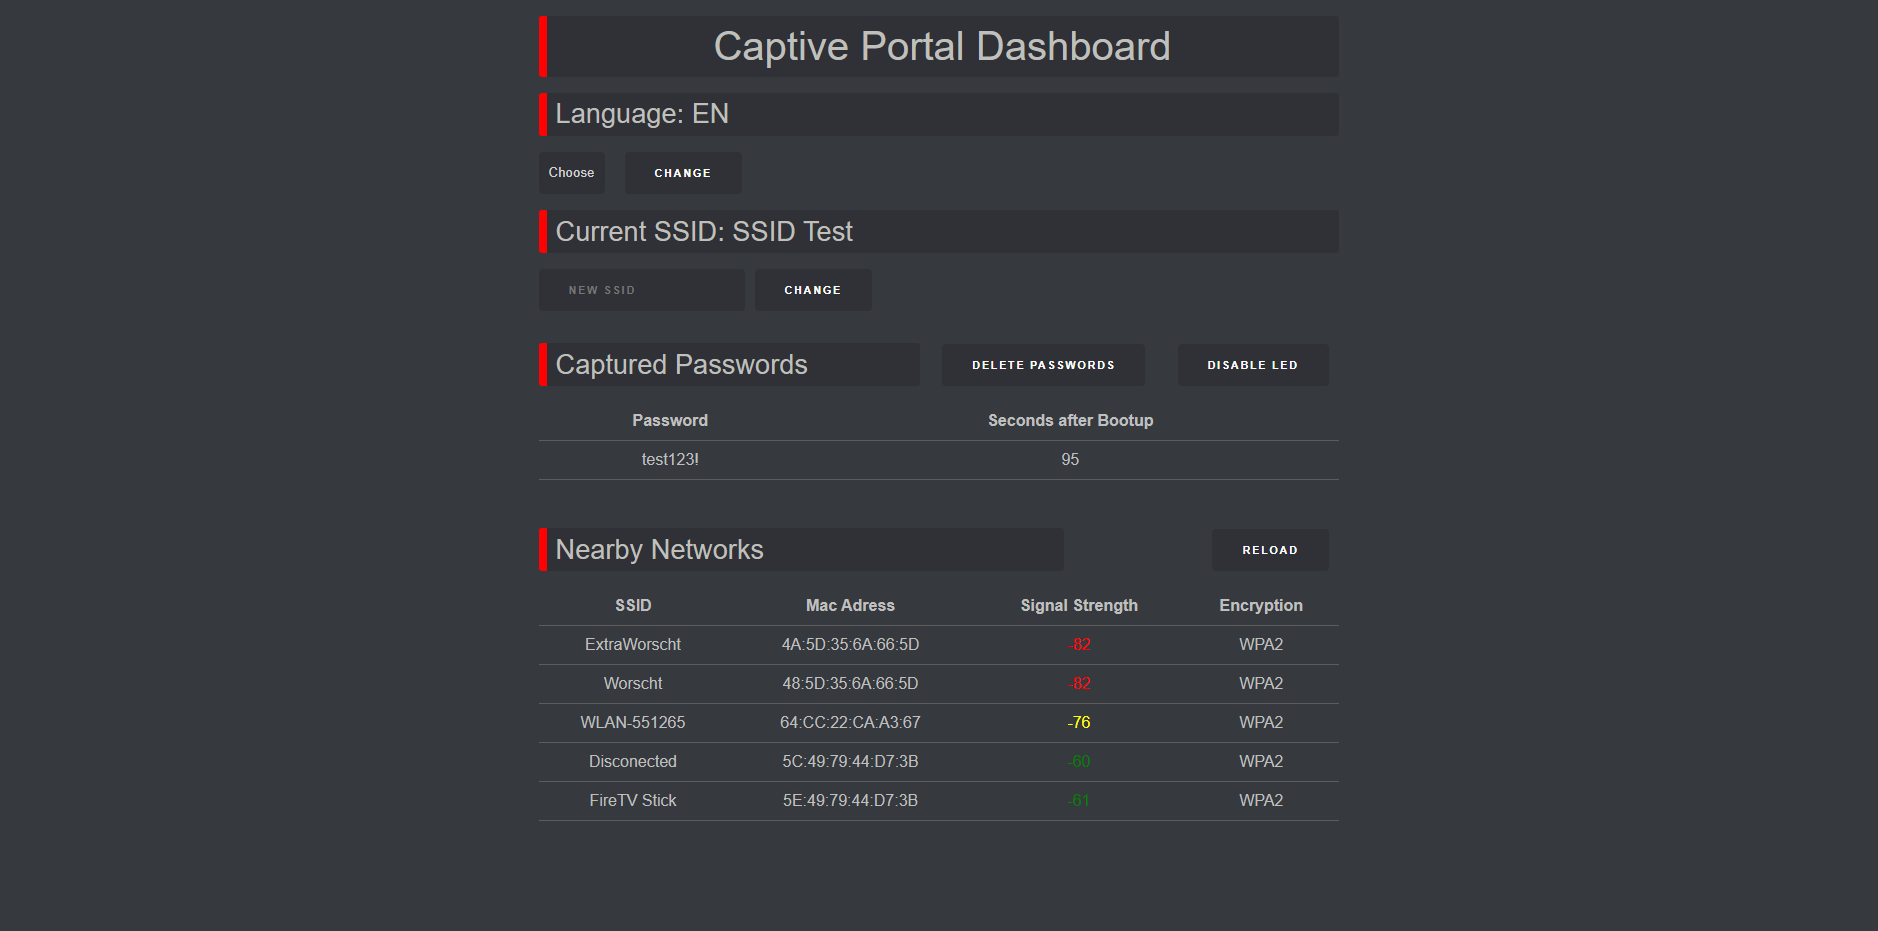 Captive Portal Dashboard
Language: EN
Choose CHANGE
Current SSID: SSID Test
NEW SSID CHANGE
Captured Passwords DELETE PASSWORDS DISABLE LED
Password Seconds after Bootup
test123! 95
Nearby Networks RELOAD
SSID Mac Adress Signal Strength Encryption
ExtraWorscht 4A:5D:35:6A:66:5D -82 WPA2
Worscht 48:5D:35:6A:66:5D -82 WPA2
WLAN-551265 64:CC:22:CA:A3:67 -76 WPA2
Disconected 5C:49:79:44:D7:3B -60 WPA2
FireTV Stick 5E:49:79:44:D7:3B -61 WPA2